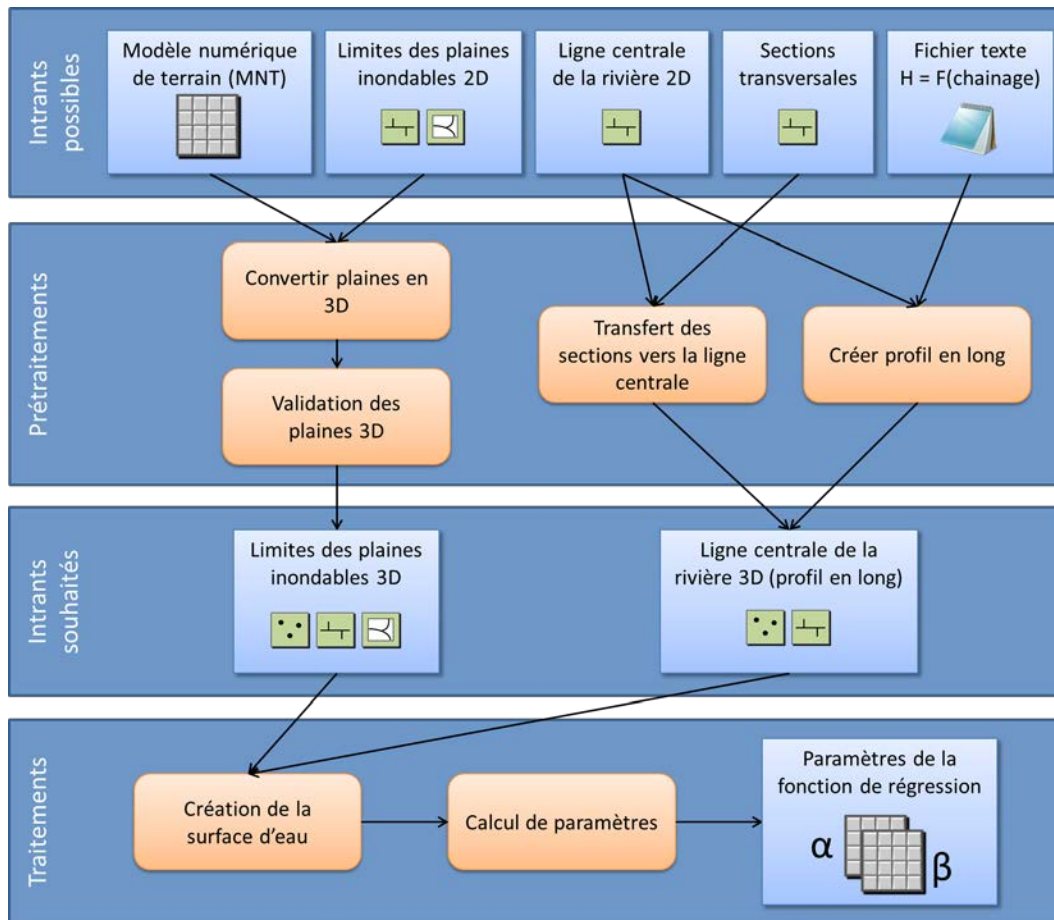 Intrants
possibles
Modèle numérique
de terrain (MNT)
Limites des plaines
inondables 2D
Ligne centrale
de la rivière 2D
Sections
transversales
Fichier texte
H = F(chainage)
Prétraitements
Convertir plaines en
3D
Validation des
plaines 3D
Transfert des
sections vers la ligne
centrale
Créer profil en long
Intrants
souhaités
Limites des plaines
inondables 3D
Ligne centrale de la
rivière 3D (profil en long)
Traitements
Création de la
surface d'eau
Calcul de paramètres
Paramètres de la
fonction de régression
α
β